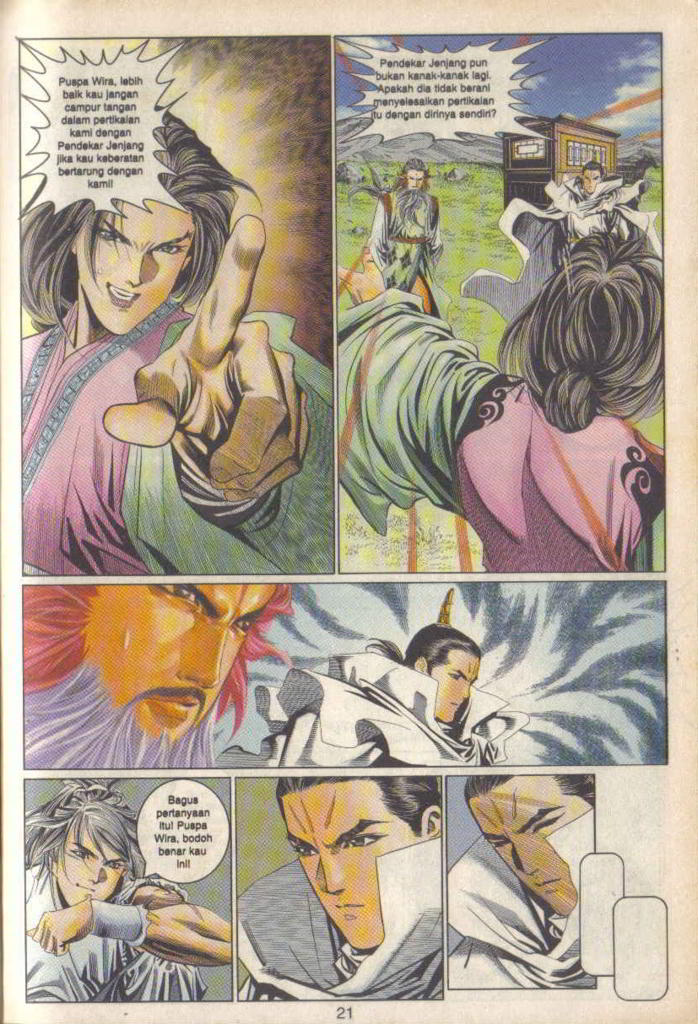 Puspa Wira, lebih
baik kau jangan
campur tangan
dalam pertikaian
kami dengan
Pendekar Jenjang
jika kau keberatan
bertarung dengan
kami!
Pendekar Jenjang pun
bukan kanak-kanak lagi.
Apakah dia tidak berani
menyelesaikan pertikaian
itu dengan dirinya sendiri?
Bagus
pertanyaan
itu! Puspa
Wira, bodoh
benar kau
ini!
21